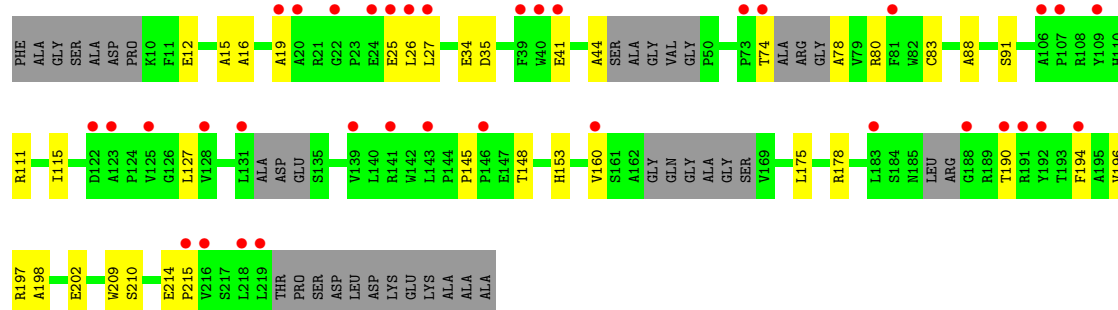 PHE ALA GLY SER ALA ASP PRO K10 F11 E12 A15 A16 A19 A20 R21 G22 P23 E24 E25 L26 L27 E34 D35 F39 W40 E41 A44 SER ALA GLY VAL GLY P50 P73 T74 ALA ARG GLY A78 V79 R80 F81 W82 C83 A88 S91 A106 P107 R108 Y109 H110
R111 I115 D122 A123 P124 V125 G126 L127 V128 L131 ALA ASP GLU S135 V139 L140 R141 W142 L143 P144 P145 P146 E147 T148 H153 V160 S161 A162 GLY GLN GLY ALA GLY SER V169 L175 R178 L183 S184 N185 LEU ARG G188 R189 T190 R191 Y192 T193 F194 A195 V196
R197 A198 E202 W209 S210 E214 P215 V216 S217 L218 L219 THR PRO SER ASP LEU ASP LYS GLU LYS ALA ALA ALA